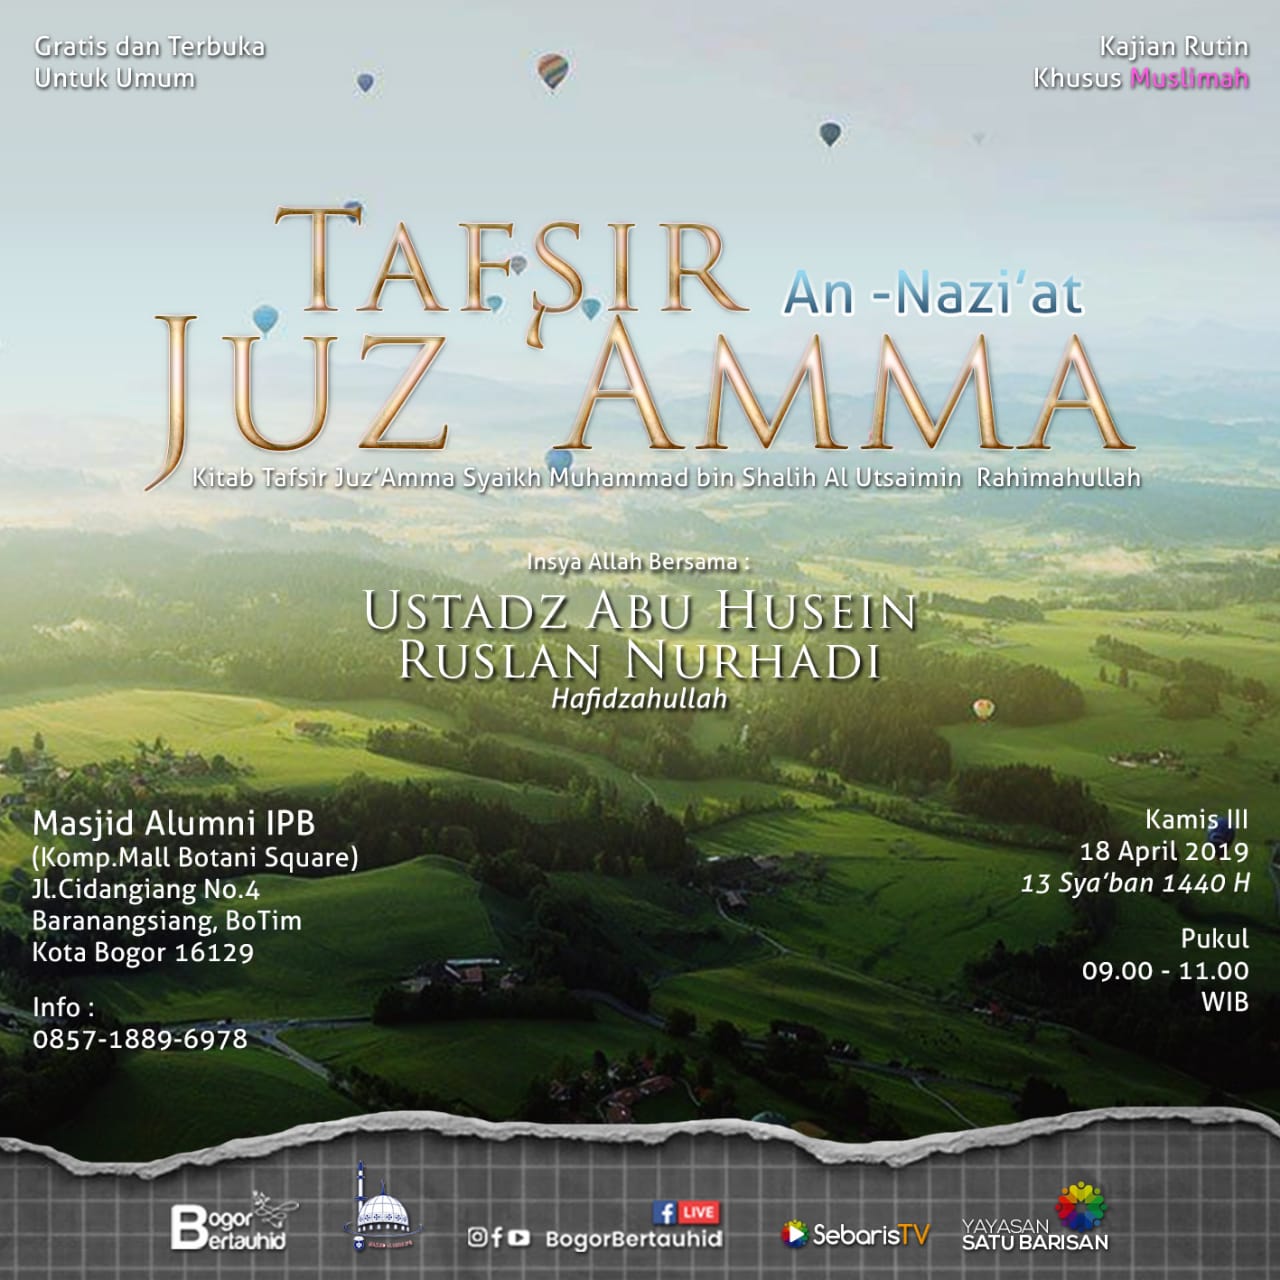 Gratis dan Terbuka
Untuk Umum
Kajian Rutin
Khusus Muslimah
TAFSIR
An -Nazi‘at
JUZ ‘AMMA
Kitab Tafsir Juz’Amma Syaikh Muhammad bin Shalih Al Utsaimin Rahimahullah
Insya Allah Bersama :
USTADZ ABU HUSEIN
RUSLAN NURHADI
Hafidzahullah
Masjid Alumni IPB
(Komp.Mall Botani Square)
Jl.Cidangiang No.4
Baranangsiang, BoTim
Kota Bogor 16129
Info :
0857-1889-6978
Kamis III
18 April 2019
13 Sya’ban 1440 H
Pukul
09.00 - 11.00
WIB
Bogor
Bertauhid
LIVE
BogorBertauhid
SebarisTV
YAYASAN
SATU BARISAN